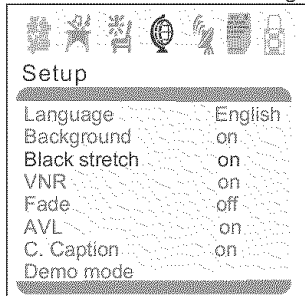 Setup
Language English
Background on
Black stretch on
VNR on
Fade off
AVL on
C. Caption on
Demo mode